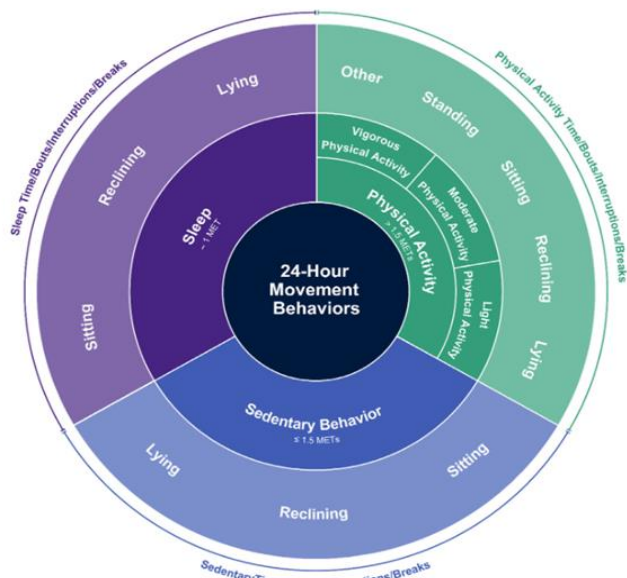 Sleep Time/Bouts/Interruptions/Breaks
Physical Activity Time/Bouts/Interruptions/Breaks
Lying
Reclining
Sitting
Sleep
~ 1 MET
Other
Standing
Sitting
Reclining
Lying
Vigorous
Physical Activity
Moderate
Physical Activity
Light
Physical Activity
Physical Activity
> 1.5 METs
24-Hour
Movement
Behaviors
Sedentary Behavior
≤ 1.5 METs
Lying
Reclining
Sitting